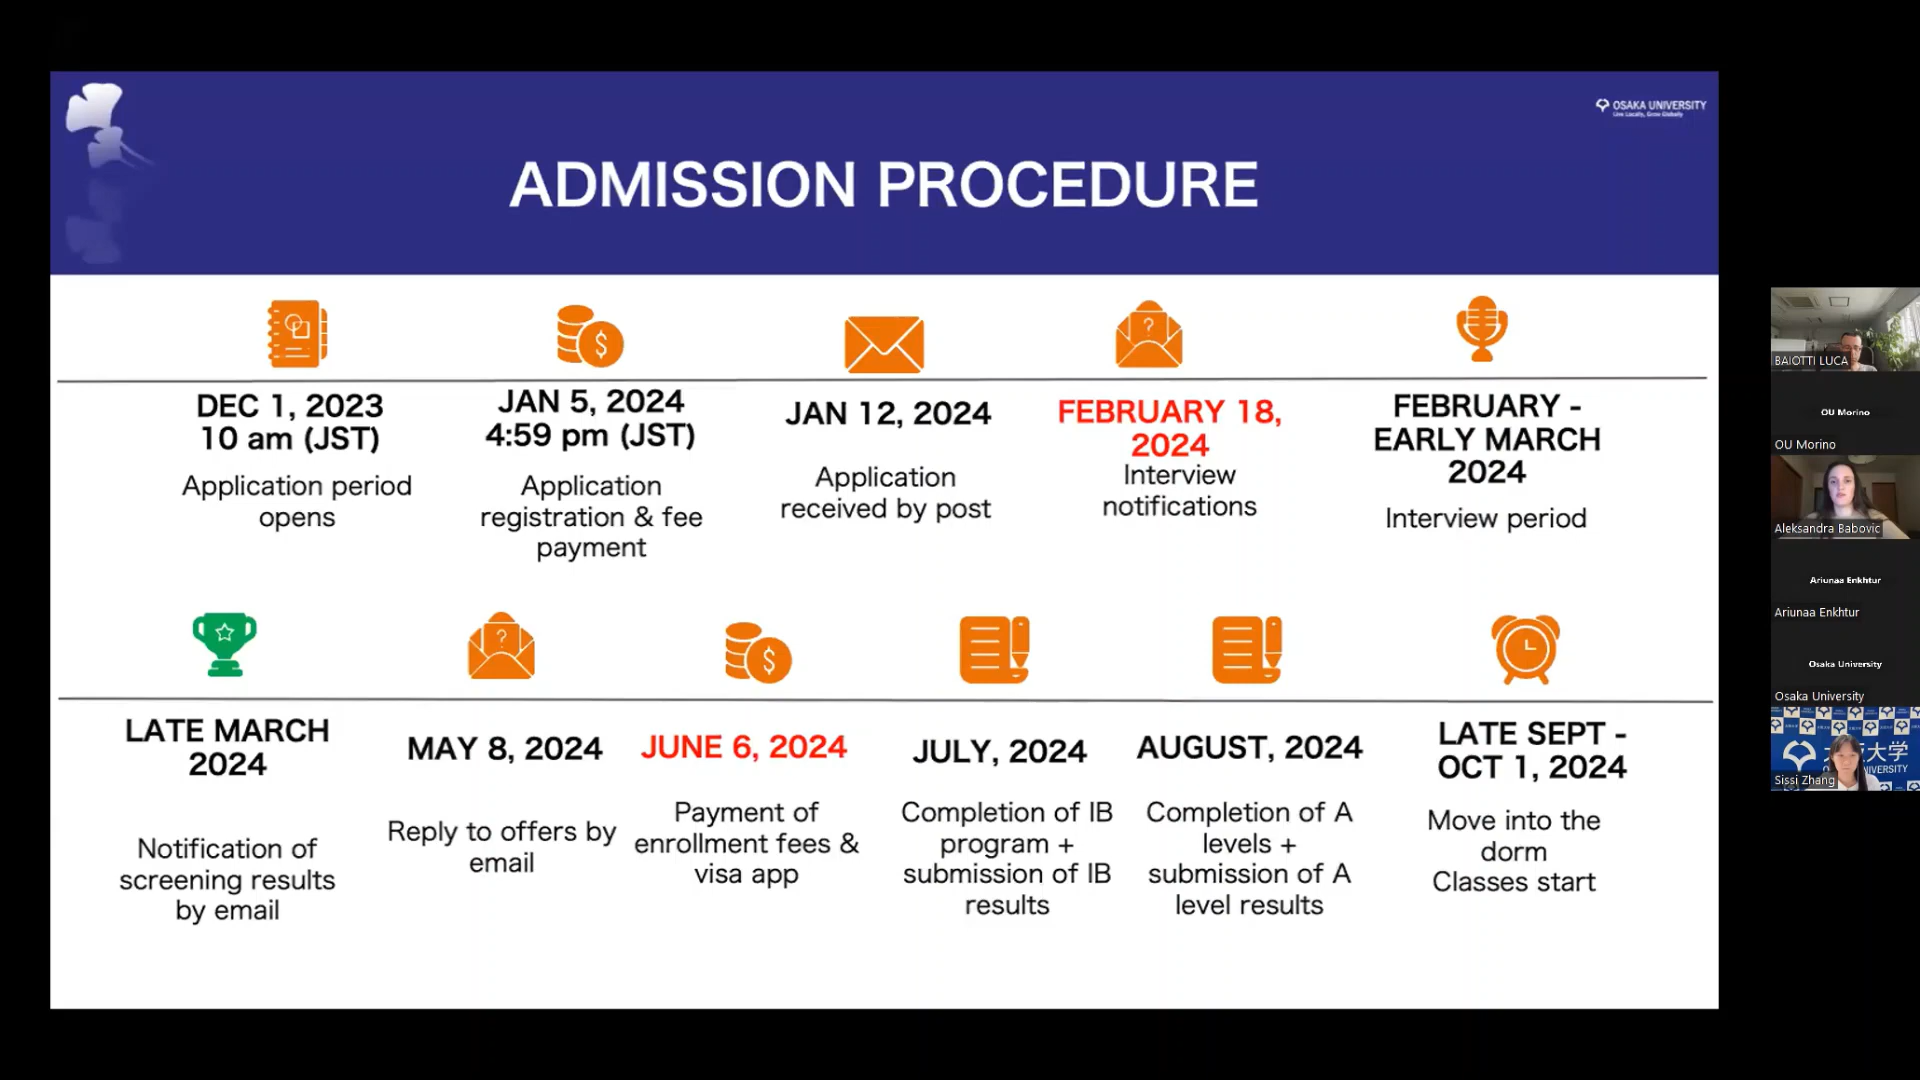 OSAKA UNIVERSITY
Live Locally, Grow Globally
ADMISSION PROCEDURE
DEC 1, 2023
10 am (JST)
Application period
opens
JAN 5, 2024
4:59 pm (JST)
Application
registration & fee
payment
JAN 12, 2024
Application
received by post
FEBRUARY 18,
2024
Interview
notifications
FEBRUARY -
EARLY MARCH
2024
Interview period
LATE MARCH
2024
Notification of
screening results
by email
MAY 8, 2024
Reply to offers by
email
JUNE 6, 2024
Payment of
enrollment fees &
visa app
JULY, 2024
Completion of IB
program +
submission of IB
results
AUGUST, 2024
Completion of A
levels +
submission of A
level results
LATE SEPT -
OCT 1, 2024
Move into the
dorm
Classes start
BAIOTTI LUCA
OU Morino
OU Morino
Aleksandra Babovic
Ariunaa Enkhtur
Ariunaa Enkhtur
Osaka University
Osaka University
Sissi Zhang